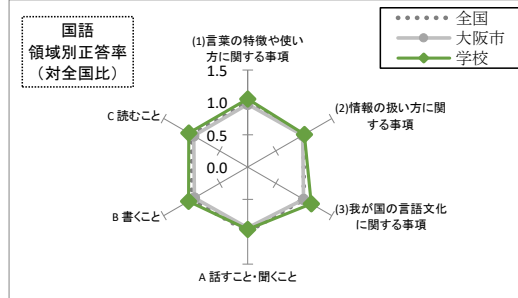 国語
領域別正答率
（対全国比）
全国
大阪市
学校
(1)言葉の特徴や使い
方に関する事項
(2)情報の扱い方に関
する事項
(3)我が国の言語文化
に関する事項
A 話すこと・聞くこと
B 書くこと
C 読むこと
1.5
1.0
0.5
0.0